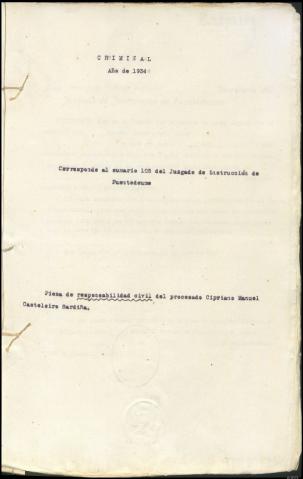 CRIMINAL
Año de 1934
Corresponde al sumario 108 del Juzgado de instrucción de
Puentedeume
Pieza de responsabilidad civil del procesado Cipriano Manuel
Casteleiro Sardiña.